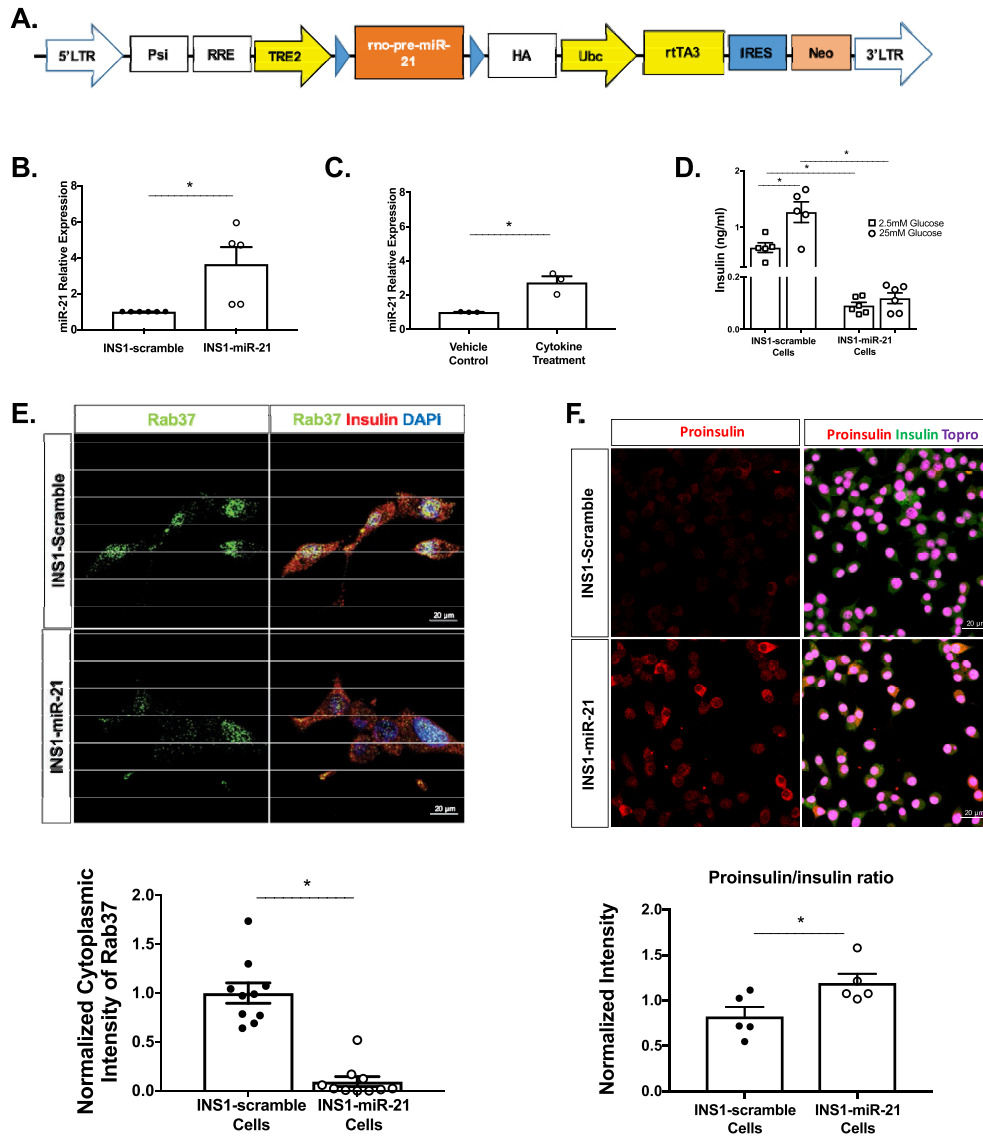 A.
5'LTR Psi RRE TRE2 rno-pre-miR-21 HA Ubc rtTA3 IRES Neo 3'LTR
B.
miR-21 Relative Expression
8
6
4
2
0
*
INS1-scramble INS1-miR-21
C.
miR-21 Relative Expression
8
6
4
2
0
*
Vehicle Control
Cytokine Treatment
D.
Insulin (ng/ml)
2
1
0.2
0.0
*
*
*
2.5mM Glucose
25mM Glucose
INS1-scramble Cells
INS1-miR-21 Cells
E.
Rab37
Rab37 Insulin DAPi
INS1-Scramble
20 µm
INS1-miR-21
20 µm
Normalized Cytoplasmic
Intensity of Rab37
2.0
1.5
1.0
0.5
0.0
*
INS1-scramble Cells
INS1-miR-21 Cells
F.
Proinsulin
Proinsulin Insulin Topro
INS1-Scramble
20 µm
INS1-miR-21
20 µm
Proinsulin/insulin ratio
Normalized Intensity
2.0
1.5
1.0
0.5
0.0
*
INS1-scramble Cells
INS1-miR-21 Cells